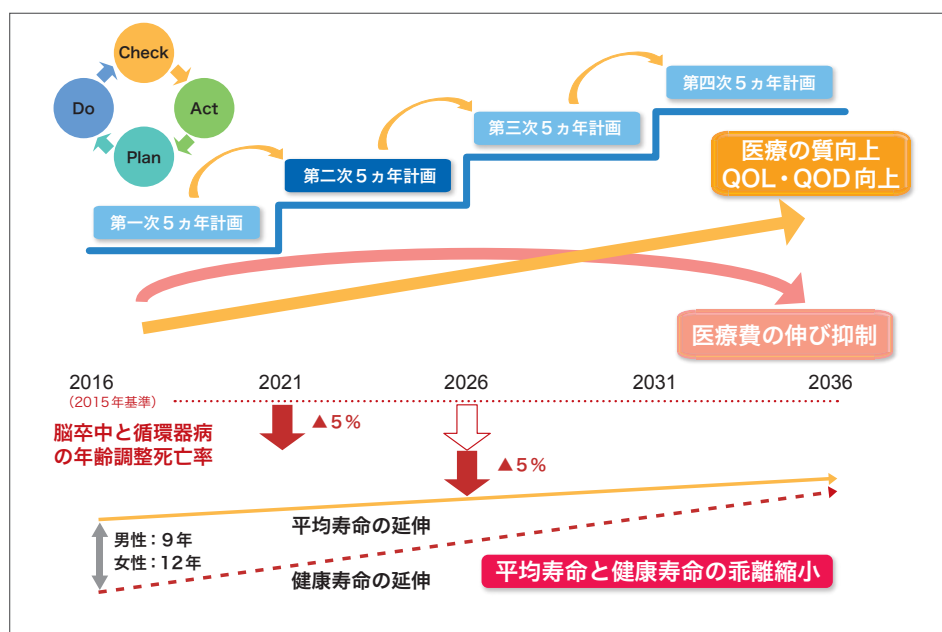 Check
Do
Act
Plan
第一次5ヵ年計画
第二次5ヵ年計画
第三次5ヵ年計画
第四次5ヵ年計画
医療の質向上
QOL・QOD向上
医療費の伸び抑制
2016
2021
2026
2031
2036
(2015年基準)
脳卒中と循環器病
の年齢調整死亡率
▲5%
▲5%
平均寿命の延伸
男性：9年
女性：12年
健康寿命の延伸
平均寿命と健康寿命の乖離縮小